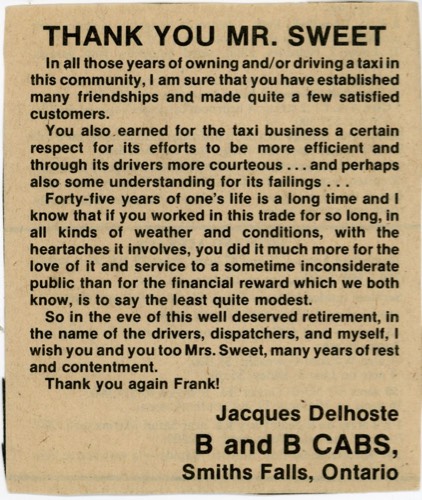 THANK YOU MR. SWEET
In all those years of owning and/or driving a taxi in
this community, I am sure that you have established
many friendships and made quite a few satisfied
customers.
You also earned for the taxi business a certain
respect for its efforts to be more efficient and
through its drivers more courteous . . . and perhaps
also some understanding for its failings . . .
Forty-five years of one's life is a long time and I
know that if you worked in this trade for so long, in
all kinds of weather and conditions, with the
heartaches it involves, you did it much more for the
love of it and service to a sometime inconsiderate
public than for the financial reward which we both
know, is to say the least quite modest.
So in the eve of this well deserved retirement, in
the name of the drivers, dispatchers, and myself, I
wish you and you too Mrs. Sweet, many years of rest
and contentment.
Thank you again Frank!
Jacques Delhoste
B and B CABS,
Smiths Falls, Ontario